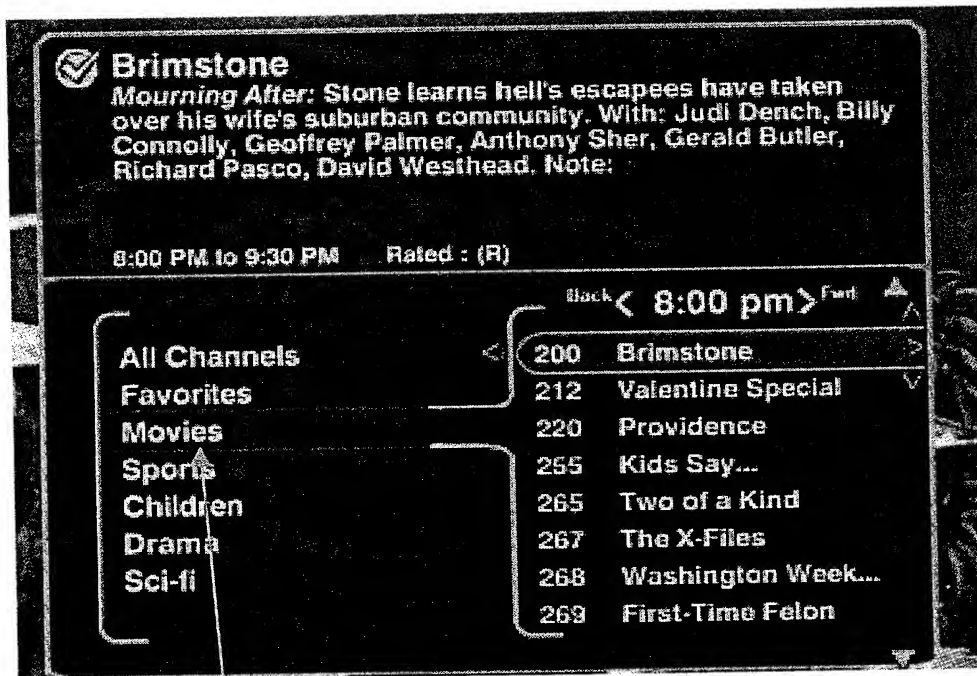 Brimstone
Mourning After: Stone learns hell's escapees have taken
over his wife's suburban community. With: Judi Dench, Billy
Connolly, Geoffrey Palmer, Anthony Sher, Gerald Butler,
Richard Pasco, David Westhead. Note:
8:00 PM to 9:30 PM Rated : (R)
Back < 8:00 pm > Fwd
All Channels
Favorites
Movies
Sports
Children
Drama
Sci-fi
< 200 Brimstone >
212 Valentine Special
220 Providence
255 Kids Say...
265 Two of a Kind
267 The X-Files
268 Washington Week...
269 First-Time Felon